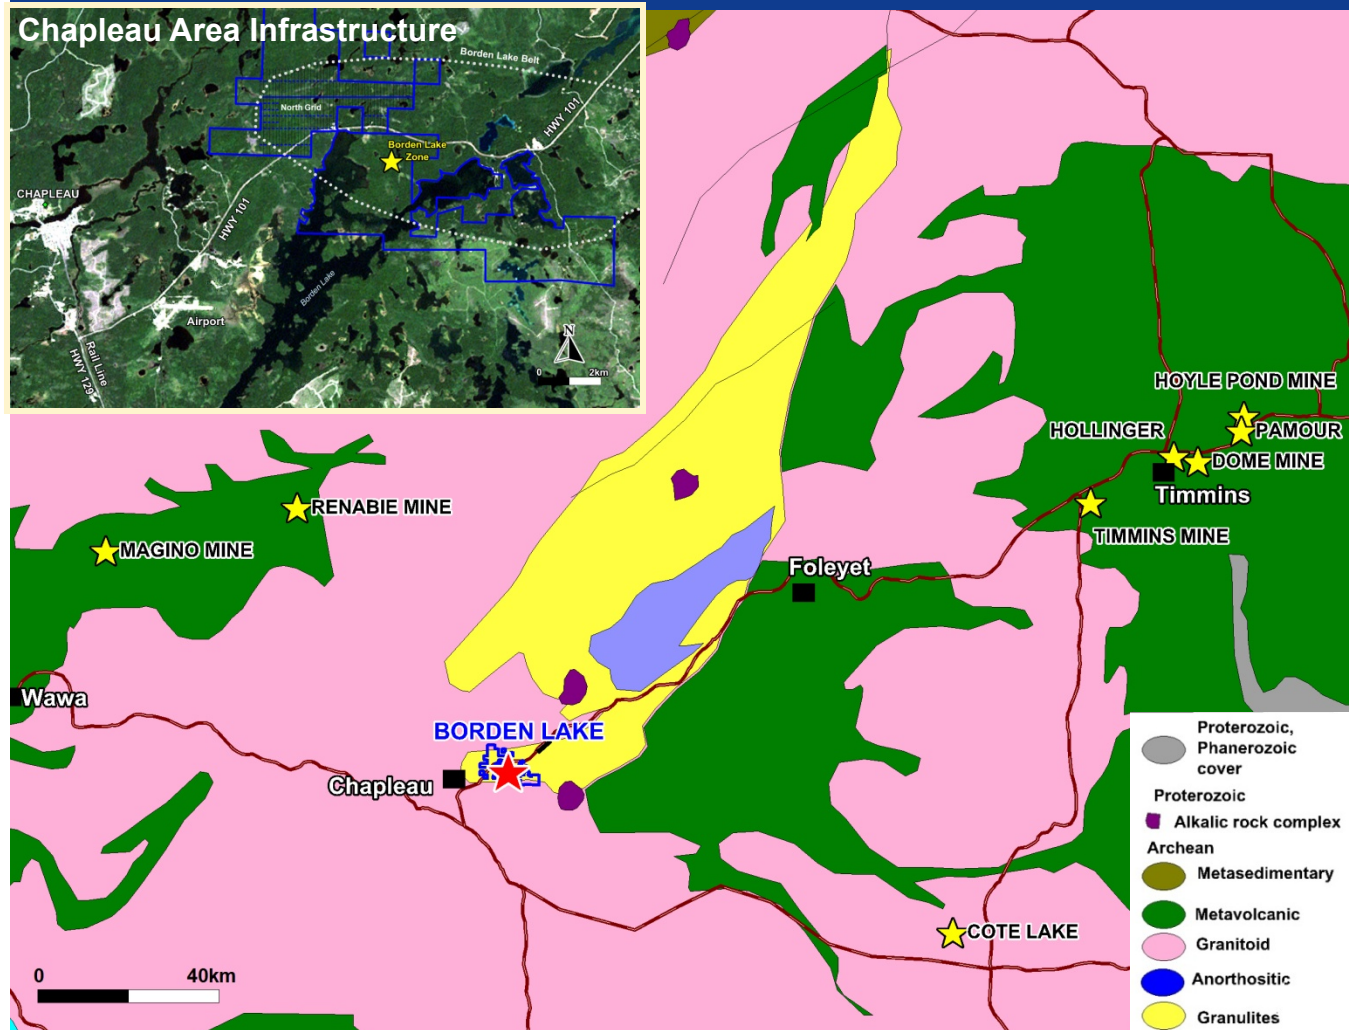 Chapleau Area Infrastructure
Borden Lake Belt
North Grid
HWY 101
Borden Lake
Zone
CHAPLEAU
HWY 101
Borden Lake
Airport
Rail Line
HWY 129
N
0 2km
HOYLE POND MINE
HOLLINGER
PAMOUR
DOME MINE
Timmins
TIMMINS MINE
RENABIE MINE
MAGINO MINE
Foleyet
Wawa
BORDEN LAKE
Chapleau
COTE LAKE
0 40km
Proterozoic,
Phanerozoic
cover
Proterozoic
Alkalic rock complex
Archean
Metasedimentary
Metavolcanic
Granitoid
Anorthositic
Granulites